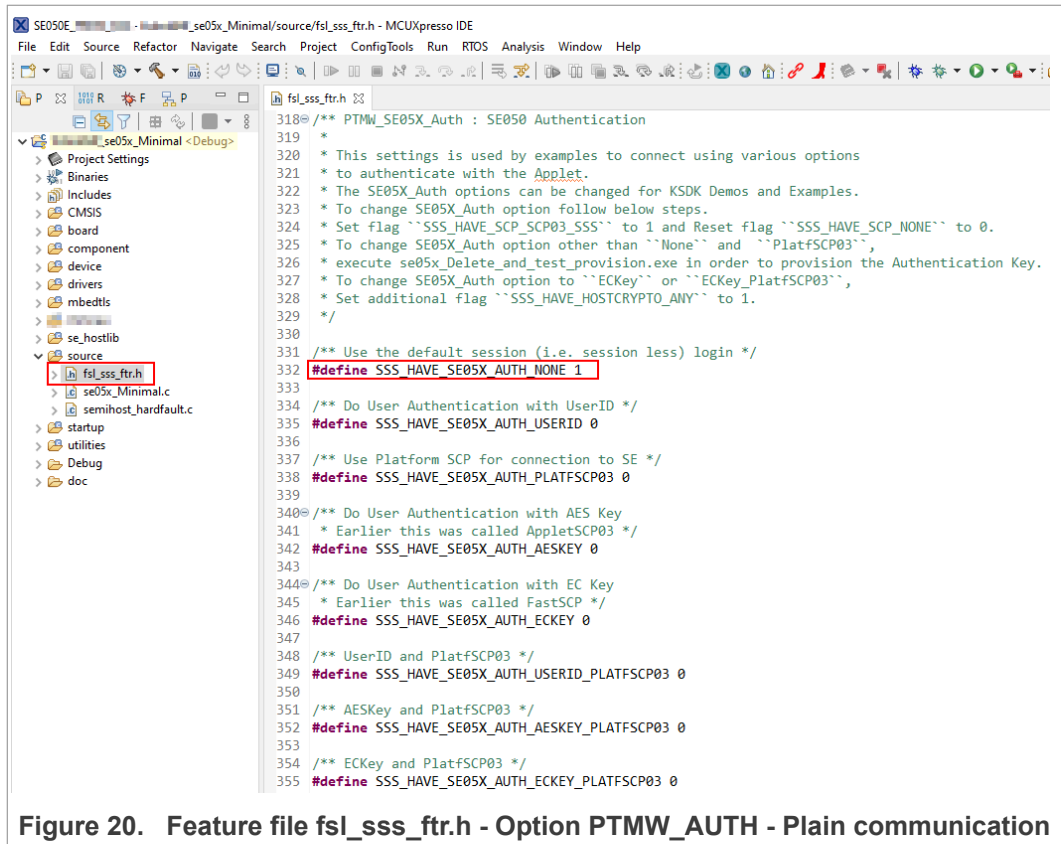 SE050E_ - _se05x_Minimal/source/fsl_sss_ftr.h - MCUXpresso IDE
File Edit Source Refactor Navigate Search Project ConfigTools Run RTOS Analysis Window Help
P R F P
fsl_sss_ftr.h
_se05x_Minimal <Debug>
Project Settings
Binaries
Includes
CMSIS
board
component
device
drivers
mbedtls
se_hostlib
source
fsl_sss_ftr.h
se05x_Minimal.c
semihost_hardfault.c
startup
utilities
Debug
doc
318 /** PTMW_SE05X_Auth : SE050 Authentication
319 *
320 * This settings is used by examples to connect using various options
321 * to authenticate with the Applet.
322 * The SE05X_Auth options can be changed for KSDK Demos and Examples.
323 * To change SE05X_Auth option follow below steps.
324 * Set flag ``SSS_HAVE_SCP_SCP03_SSS`` to 1 and Reset flag ``SSS_HAVE_SCP_NONE`` to 0.
325 * To change SE05X_Auth option other than ``None`` and ``PlatfSCP03``,
326 * execute se05x_Delete_and_test_provision.exe in order to provision the Authentication Key.
327 * To change SE05X_Auth option to ``ECKey`` or ``ECKey_PlatfSCP03``,
328 * Set additional flag ``SSS_HAVE_HOSTCRYPTO_ANY`` to 1.
329 */
330
331 /** Use the default session (i.e. session less) login */
332 #define SSS_HAVE_SE05X_AUTH_NONE 1
333
334 /** Do User Authentication with UserID */
335 #define SSS_HAVE_SE05X_AUTH_USERID 0
336
337 /** Use Platform SCP for connection to SE */
338 #define SSS_HAVE_SE05X_AUTH_PLATFSCP03 0
339
340 /** Do User Authentication with AES Key
341 * Earlier this was called AppletSCP03 */
342 #define SSS_HAVE_SE05X_AUTH_AESKEY 0
343
344 /** Do User Authentication with EC Key
345 * Earlier this was called FastSCP */
346 #define SSS_HAVE_SE05X_AUTH_ECKEY 0
347
348 /** UserID and PlatfSCP03 */
349 #define SSS_HAVE_SE05X_AUTH_USERID_PLATFSCP03 0
350
351 /** AESKey and PlatfSCP03 */
352 #define SSS_HAVE_SE05X_AUTH_AESKEY_PLATFSCP03 0
353
354 /** ECKey and PlatfSCP03 */
355 #define SSS_HAVE_SE05X_AUTH_ECKEY_PLATFSCP03 0
Figure 20. Feature file fsl_sss_ftr.h - Option PTMW_AUTH - Plain communication